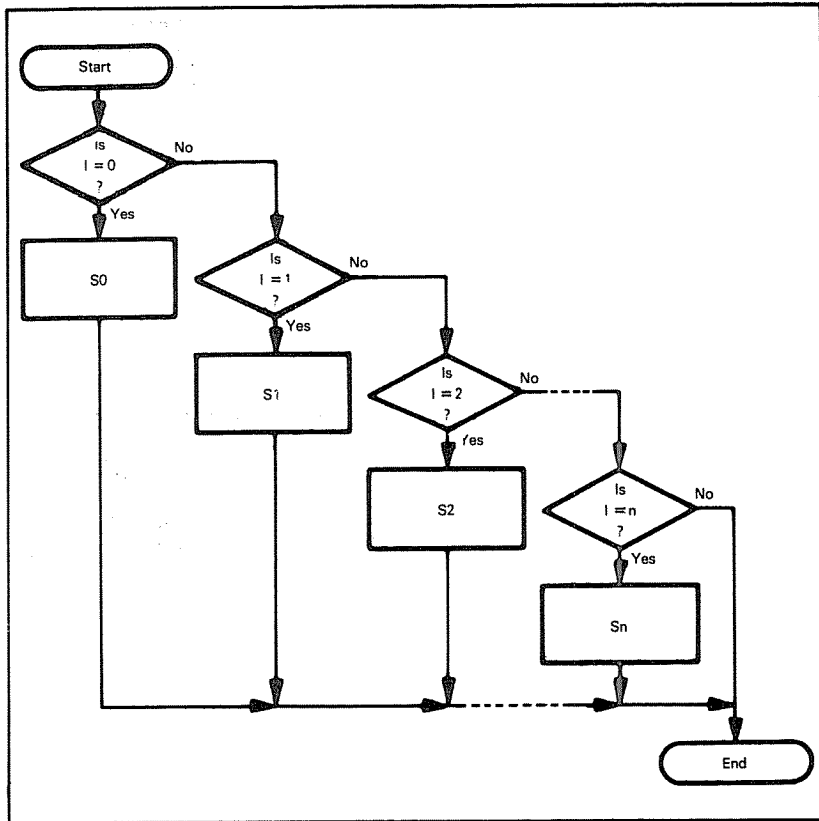 Start
Is
I = 0
?
No
Yes
S0
Is
I = 1
?
No
Yes
S1
Is
I = 2
?
No
Yes
S2
Is
I = n
?
No
Yes
Sn
End